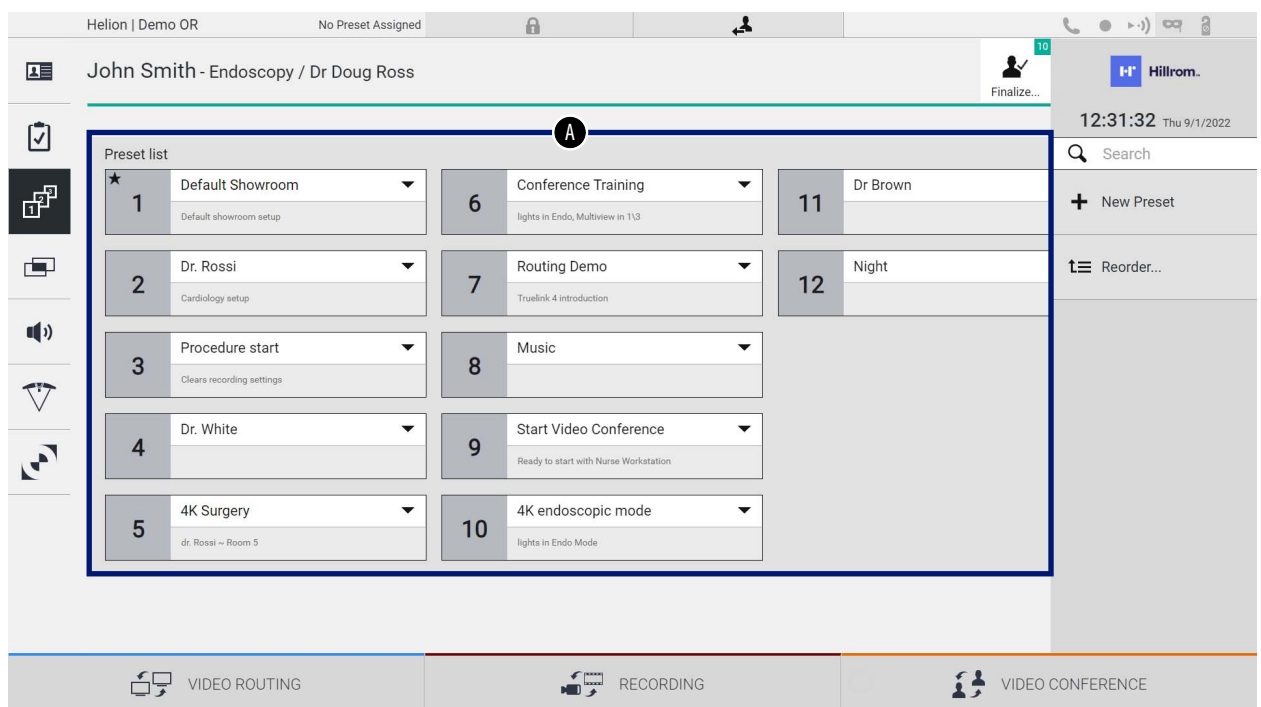 Helion | Demo OR
No Preset Assigned
10
John Smith - Endoscopy / Dr Doug Ross
Finalize...
Hillrom.
12:31:32 Thu 9/1/2022
A
Search
Preset list
1
Default Showroom
Default showroom setup
2
Dr. Rossi
Cardiology setup
3
Procedure start
Clears recording settings
4
Dr. White
5
4K Surgery
dr. Rossi ~ Room 5
6
Conference Training
lights in Endo, Multiview in 1\3
7
Routing Demo
Truelink 4 introduction
8
Music
9
Start Video Conference
Ready to start with Nurse Workstation
10
4K endoscopic mode
lights in Endo Mode
11
Dr Brown
12
Night
New Preset
Reorder...
1
2
3
VIDEO ROUTING
RECORDING
VIDEO CONFERENCE